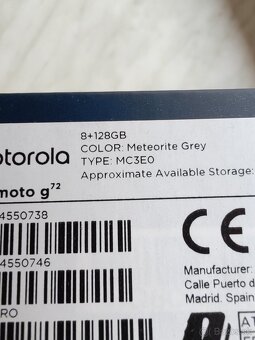 8+128GB
COLOR: Meteorite Grey
otorola
TYPE: MC3E0
Approximate Available Storage:
moto g72
4550738
CE
4550746
Manufacturer:
Calle Puerto d
Madrid. Spain
RO
AT